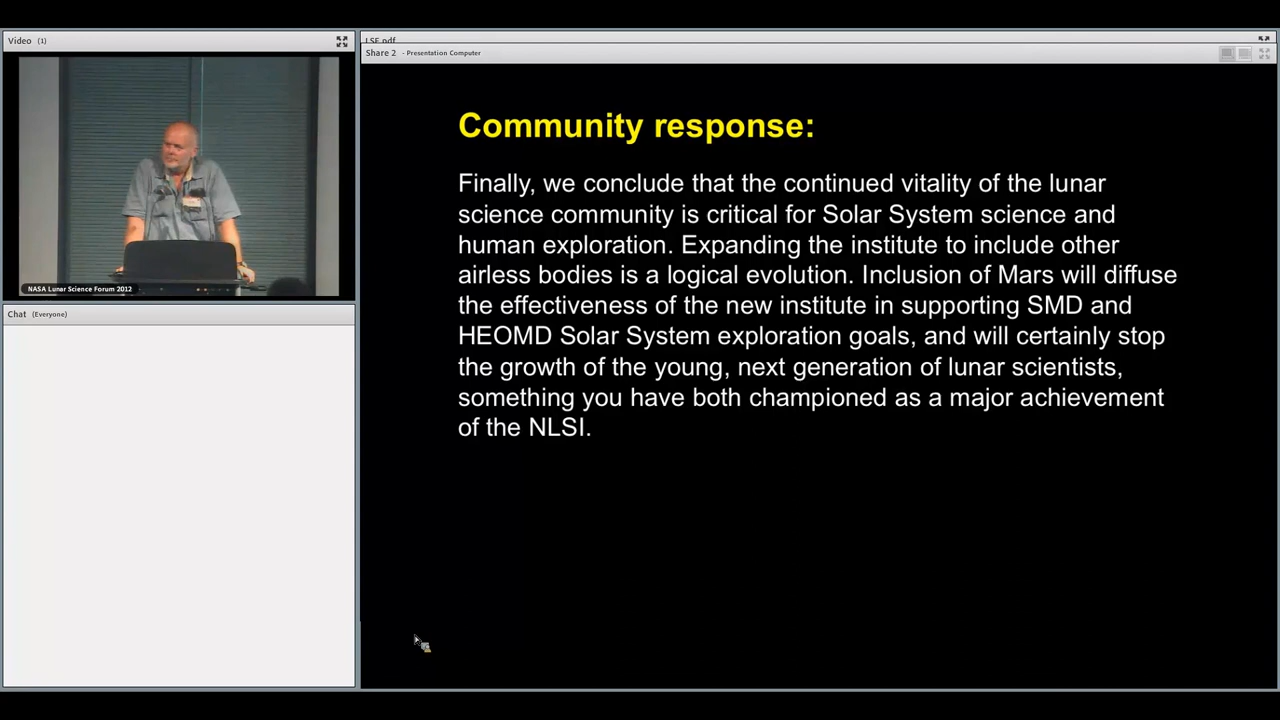 Video (1)
LSF.pdf
Share 2 - Presentation Computer
NASA Lunar Science Forum 2012
Chat (Everyone)
Community response:
Finally, we conclude that the continued vitality of the lunar
science community is critical for Solar System science and
human exploration. Expanding the institute to include other
airless bodies is a logical evolution. Inclusion of Mars will diffuse
the effectiveness of the new institute in supporting SMD and
HEOMD Solar System exploration goals, and will certainly stop
the growth of the young, next generation of lunar scientists,
something you have both championed as a major achievement
of the NLSI.